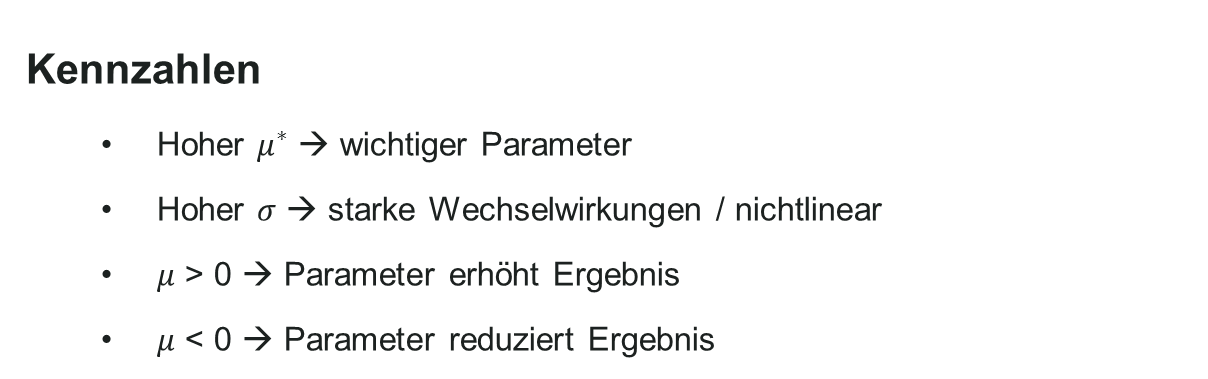 Kennzahlen
• Hoher μ* → wichtiger Parameter
• Hoher σ → starke Wechselwirkungen / nichtlinear
• μ > 0 → Parameter erhöht Ergebnis
• μ < 0 → Parameter reduziert Ergebnis